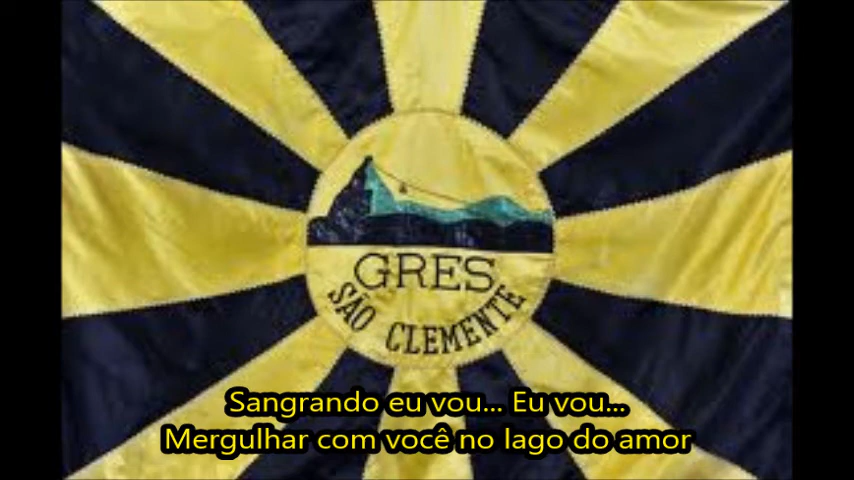 GRES
SÃO CLEMENTE
Sangrando eu vou... Eu vou...
Mergulhar com você no lago do amor